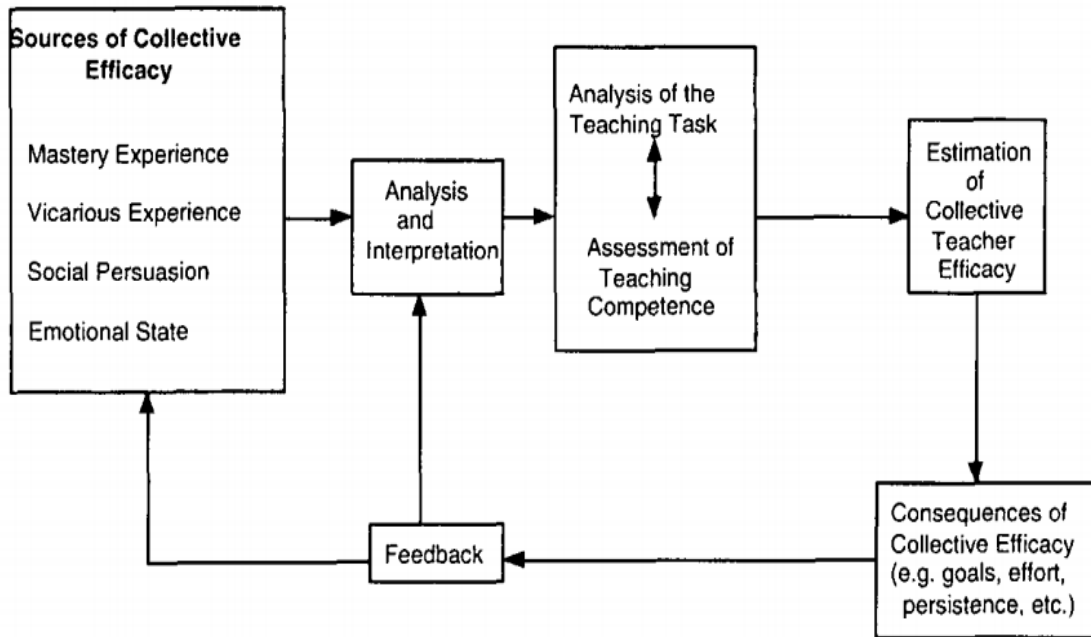 Sources of Collective
Efficacy
Mastery Experience
Vicarious Experience
Social Persuasion
Emotional State
Analysis
and
Interpretation
Analysis of the
Teaching Task
Assessment of
Teaching
Competence
Estimation
of
Collective
Teacher
Efficacy
Consequences of
Collective Efficacy
(e.g. goals, effort,
persistence, etc.)
Feedback